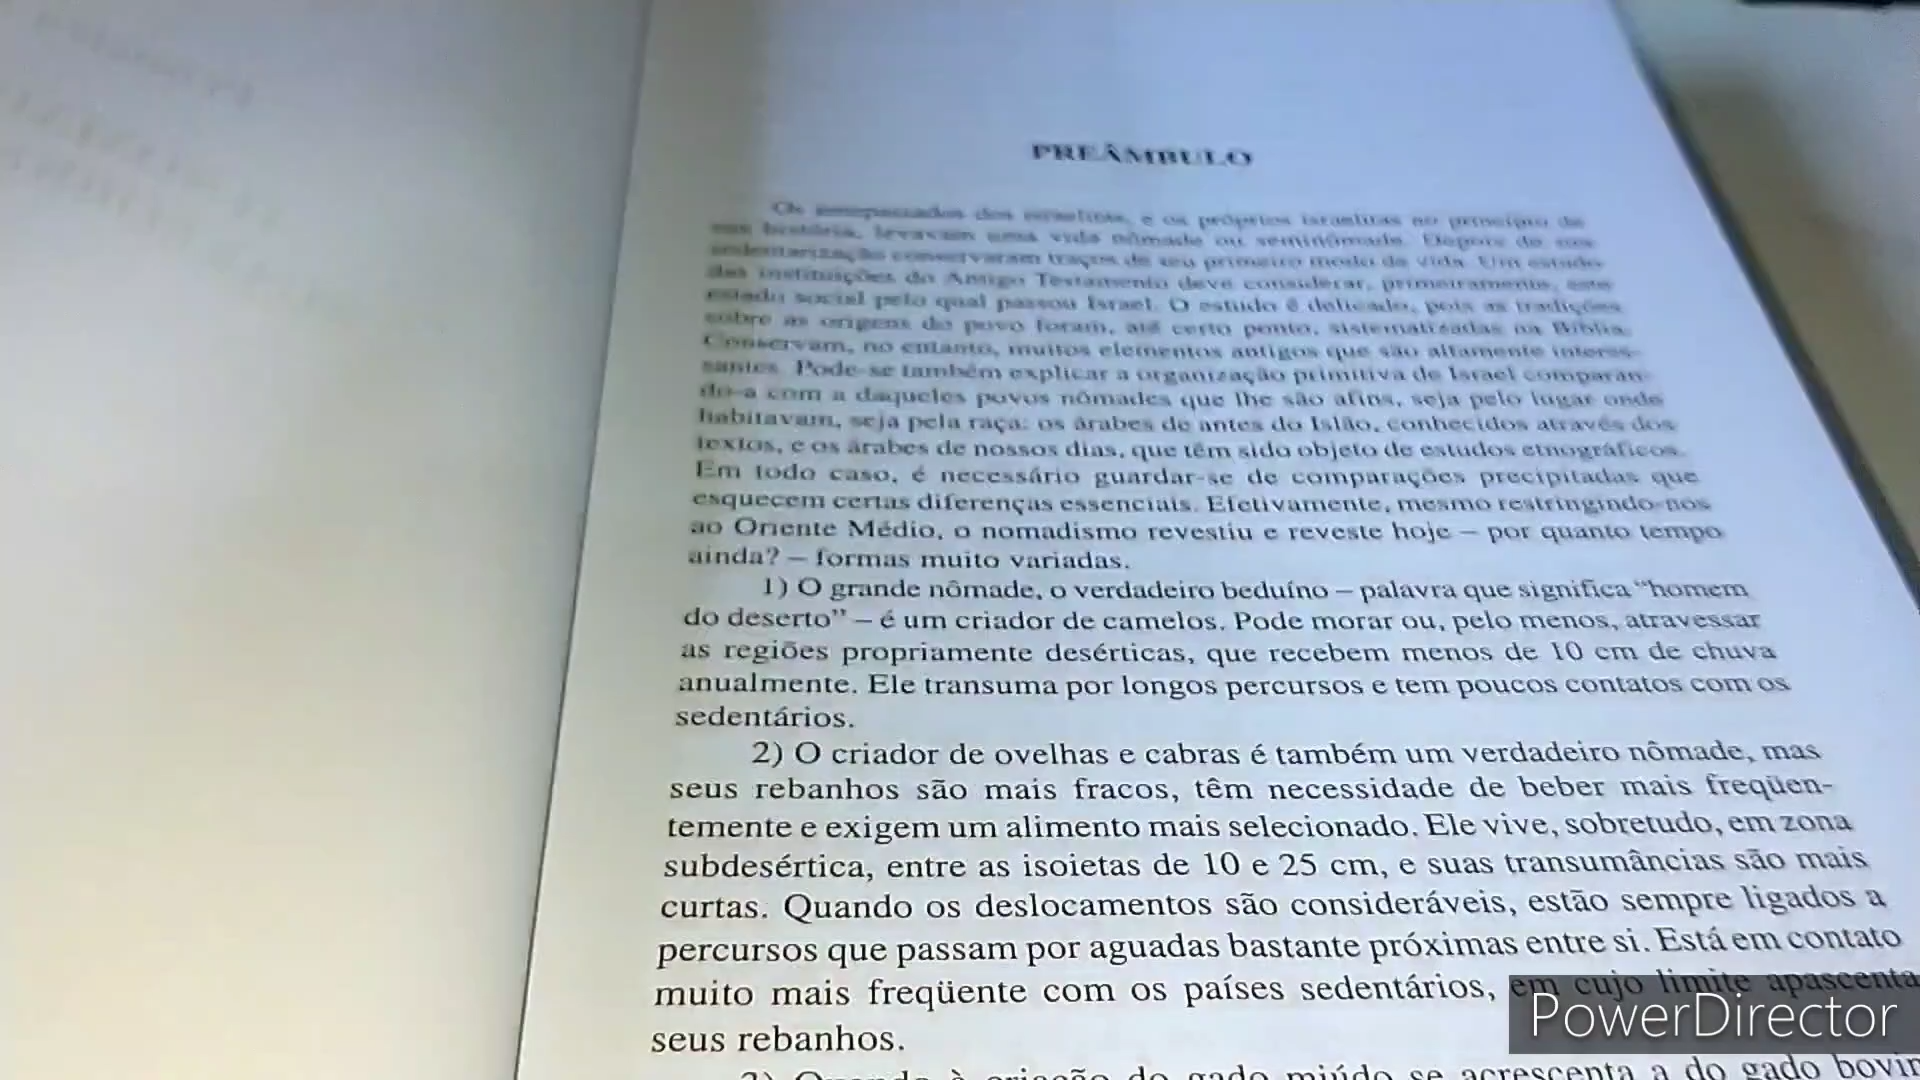 PREÂMBULO
Os antepassados dos israelitas, e os próprios israelitas no princípio de
sua história, levavam uma vida nômade ou seminômade. Depois de sua
sedentarização conservaram traços de seu primeiro modo de vida. Um estudo
das instituições do Antigo Testamento deve considerar, primeiramente, este
estado social pelo qual passou Israel. O estudo é delicado, pois as tradições
sobre as origens do povo foram, até certo ponto, sistematizadas na Bíblia.
Conservam, no entanto, muitos elementos antigos que são altamente interes-
santes. Pode-se também explicar a organização primitiva de Israel comparan-
do-a com a daqueles povos nômades que lhe são afins, seja pelo lugar onde
habitavam, seja pela raça: os árabes de antes do Islão, conhecidos através dos
textos, e os árabes de nossos dias, que têm sido objeto de estudos etnográficos.
Em todo caso, é necessário guardar-se de comparações precipitadas que
esquecem certas diferenças essenciais. Efetivamente, mesmo restringindo-nos
ao Oriente Médio, o nomadismo revestiu e reveste hoje – por quanto tempo
ainda? – formas muito variadas.
1) O grande nômade, o verdadeiro beduíno – palavra que significa “homem
do deserto” – é um criador de camelos. Pode morar ou, pelo menos, atravessar
as regiões propriamente desérticas, que recebem menos de 10 cm de chuva
anualmente. Ele transuma por longos percursos e tem poucos contatos com os
sedentários.
2) O criador de ovelhas e cabras é também um verdadeiro nômade, mas
seus rebanhos são mais fracos, têm necessidade de beber mais freqüen-
temente e exigem um alimento mais selecionado. Ele vive, sobretudo, em zona
subdesértica, entre as isoietas de 10 e 25 cm, e suas transumâncias são mais
curtas. Quando os deslocamentos são consideráveis, estão sempre ligados a
percursos que passam por aguadas bastante próximas entre si. Está em contato
muito mais freqüente com os países sedentários, em cujo limite apascenta
seus rebanhos.
3) Quando à criação do gado miúdo se acrescenta a do gado bovin
PowerDirector